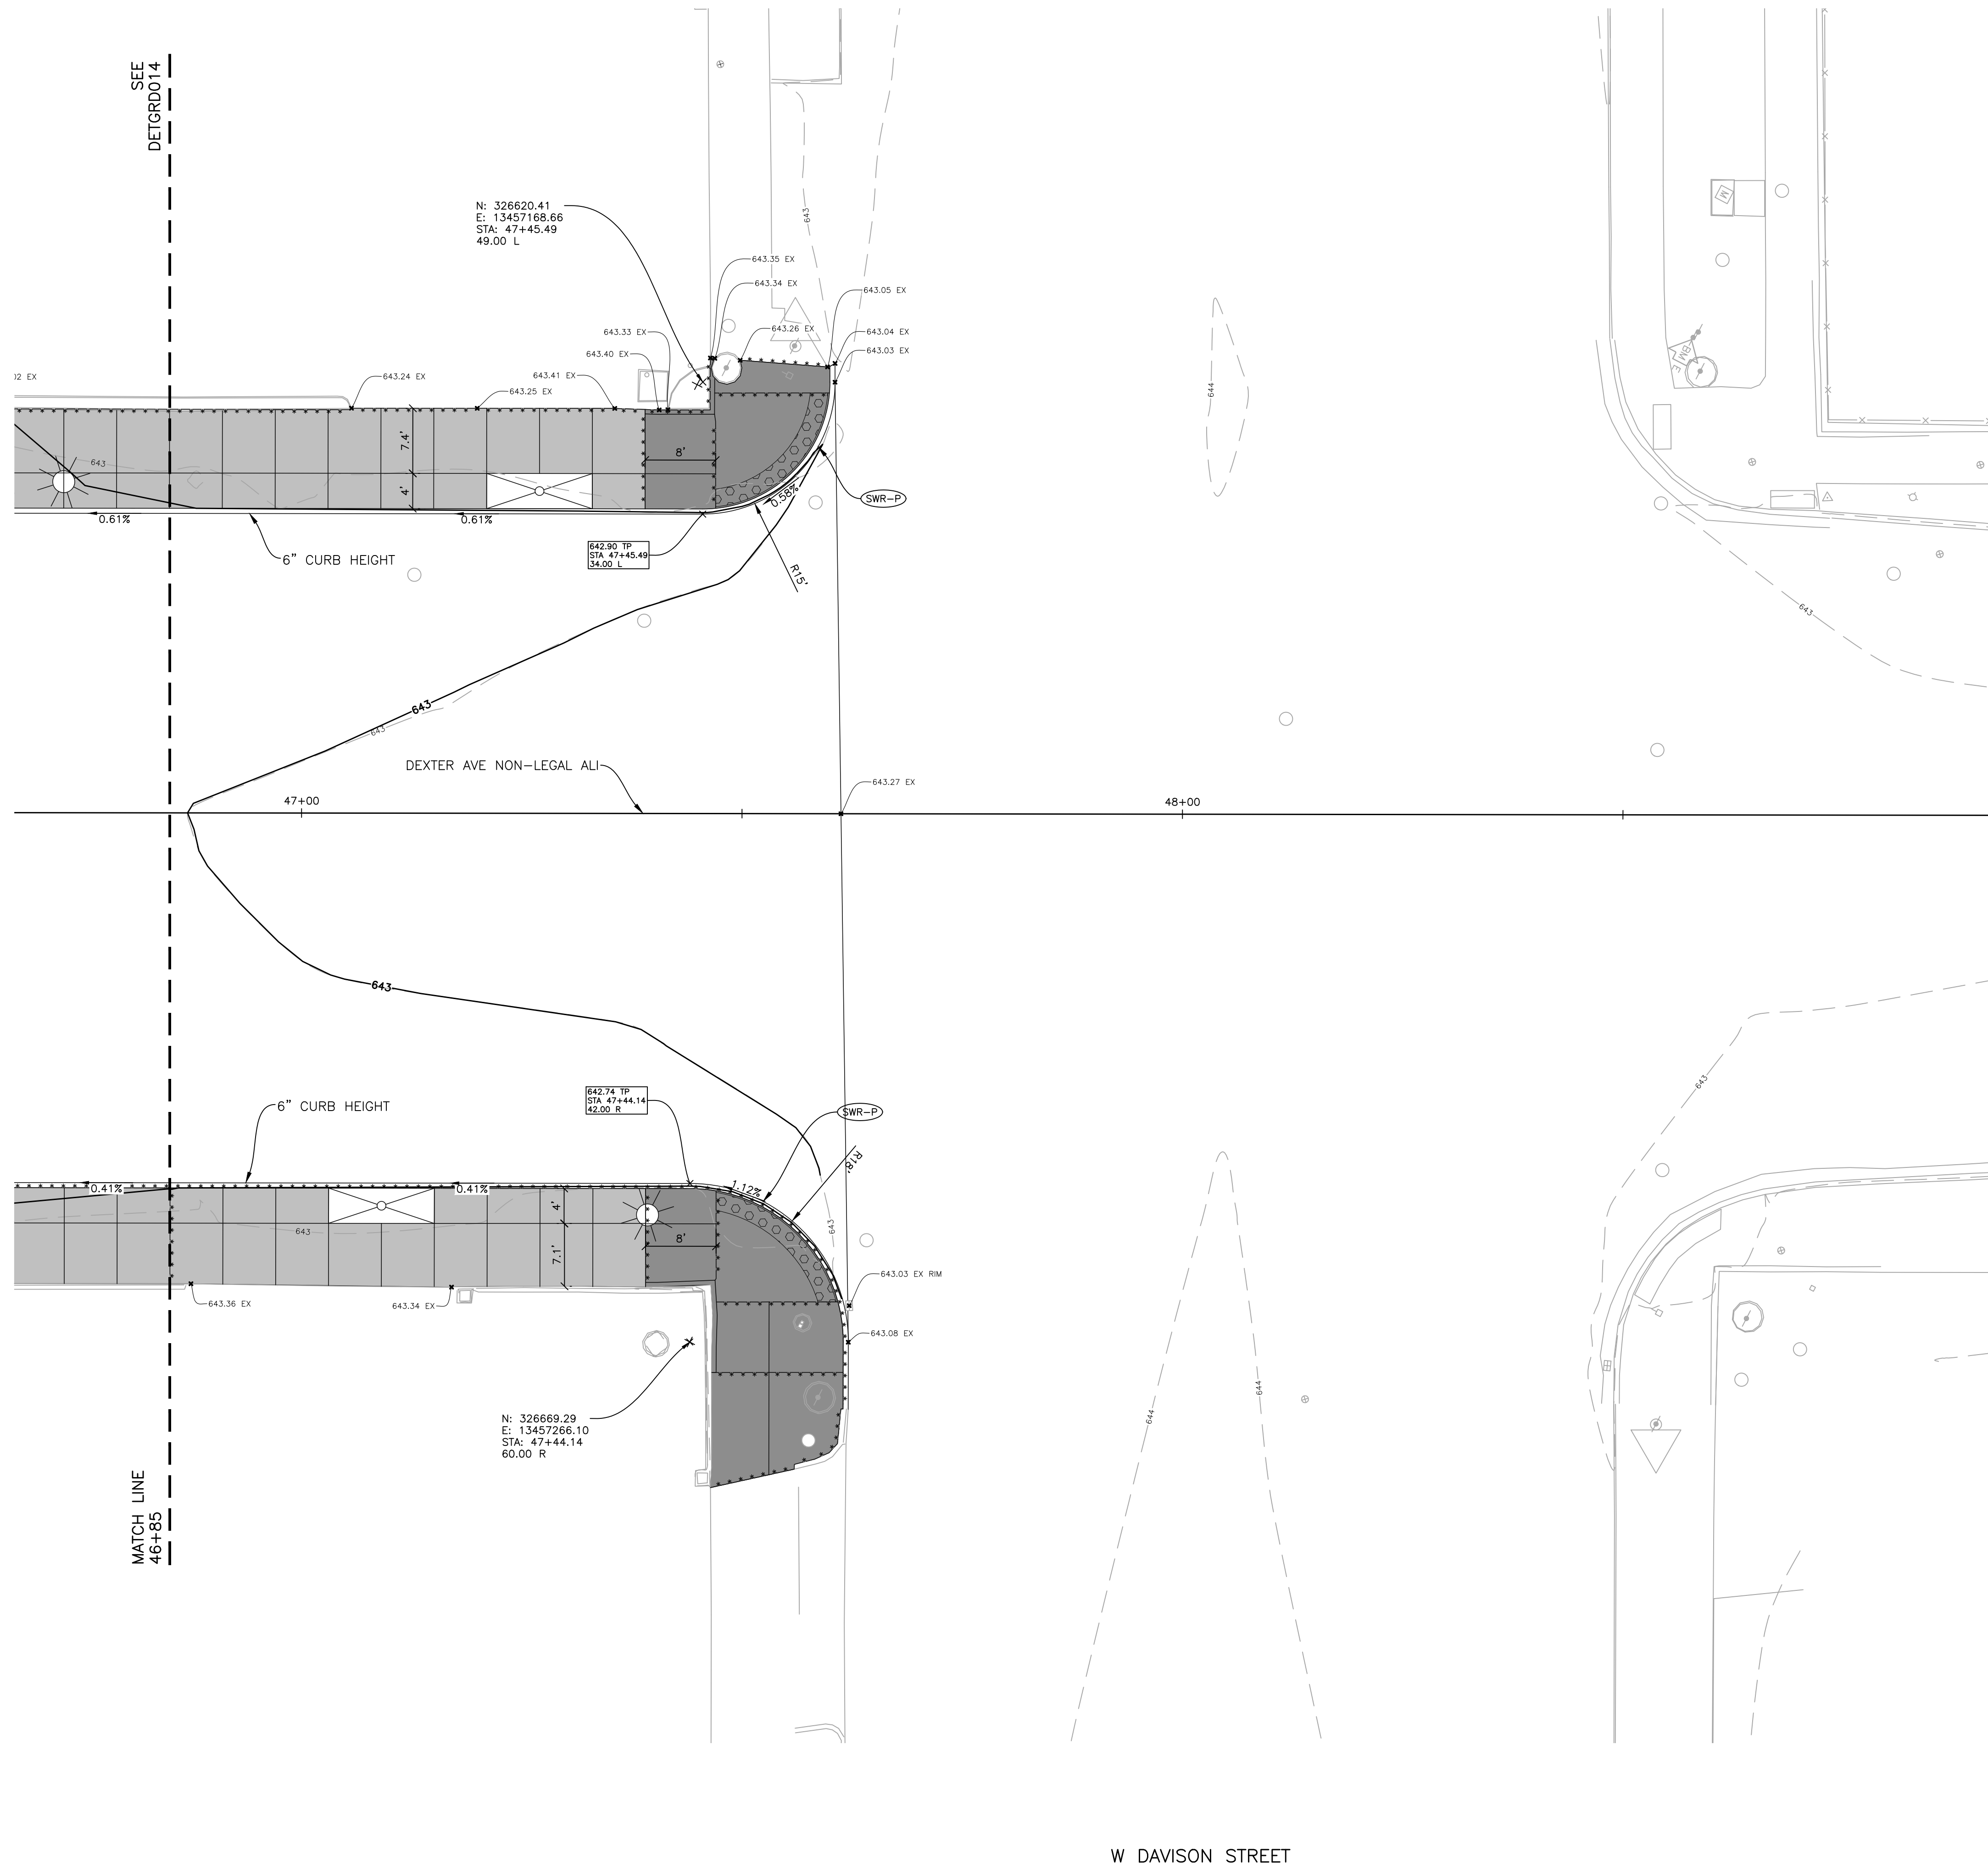 SEE
DETGRD014
N: 326620.41
E: 13457168.66
STA: 47+45.49
49.00 L
643
643.35 EX
643.34 EX
643.05 EX
643.33 EX
643.26 EX
643.04 EX
643.40 EX
643.03 EX
M
BM
E
02 EX
643.24 EX
643.41 EX
643.25 EX
644
7.4'
8'
643
4'
0.58%
SWR-P
0.61%
0.61%
642.90 TP
STA 47+45.49
34.00 L
6" CURB HEIGHT
R15'
643
643
643
DEXTER AVE NON-LEGAL ALI
643.27 EX
47+00
48+00
643
643
642.74 TP
STA 47+44.14
42.00 R
6" CURB HEIGHT
SWR-P
R18'
0.41%
0.41%
1.12%
4'
643
643
8'
7.1'
643.03 EX RIM
643.36 EX
643.34 EX
643.08 EX
644
644
N: 326669.29
E: 13457266.10
STA: 47+44.14
60.00 R
MATCH LINE
46+85
W DAVISON STREET